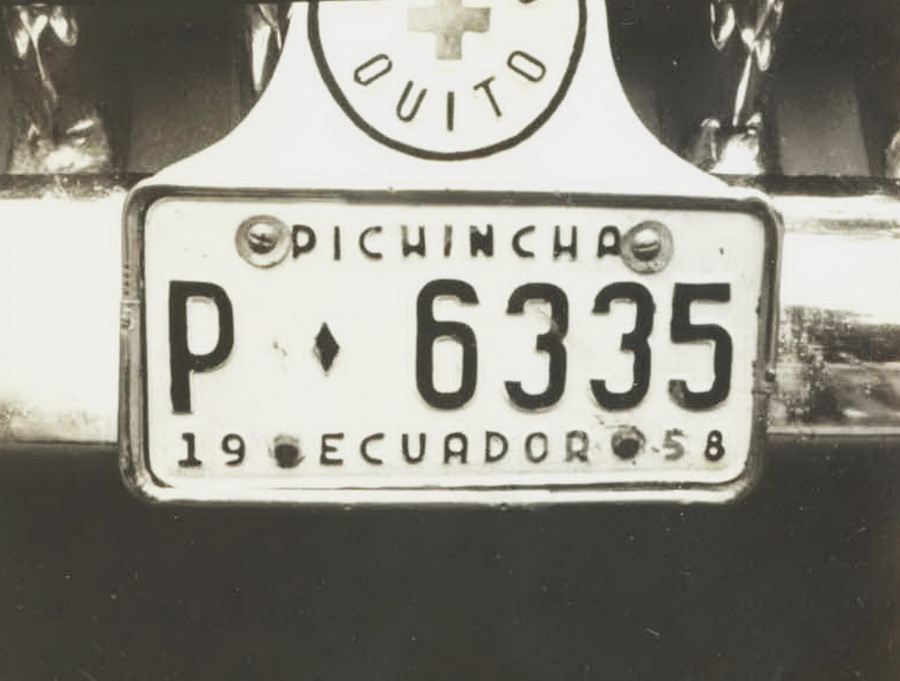 QUITO
PICHINCHA
P ♦ 6335
19 ECUADOR 58